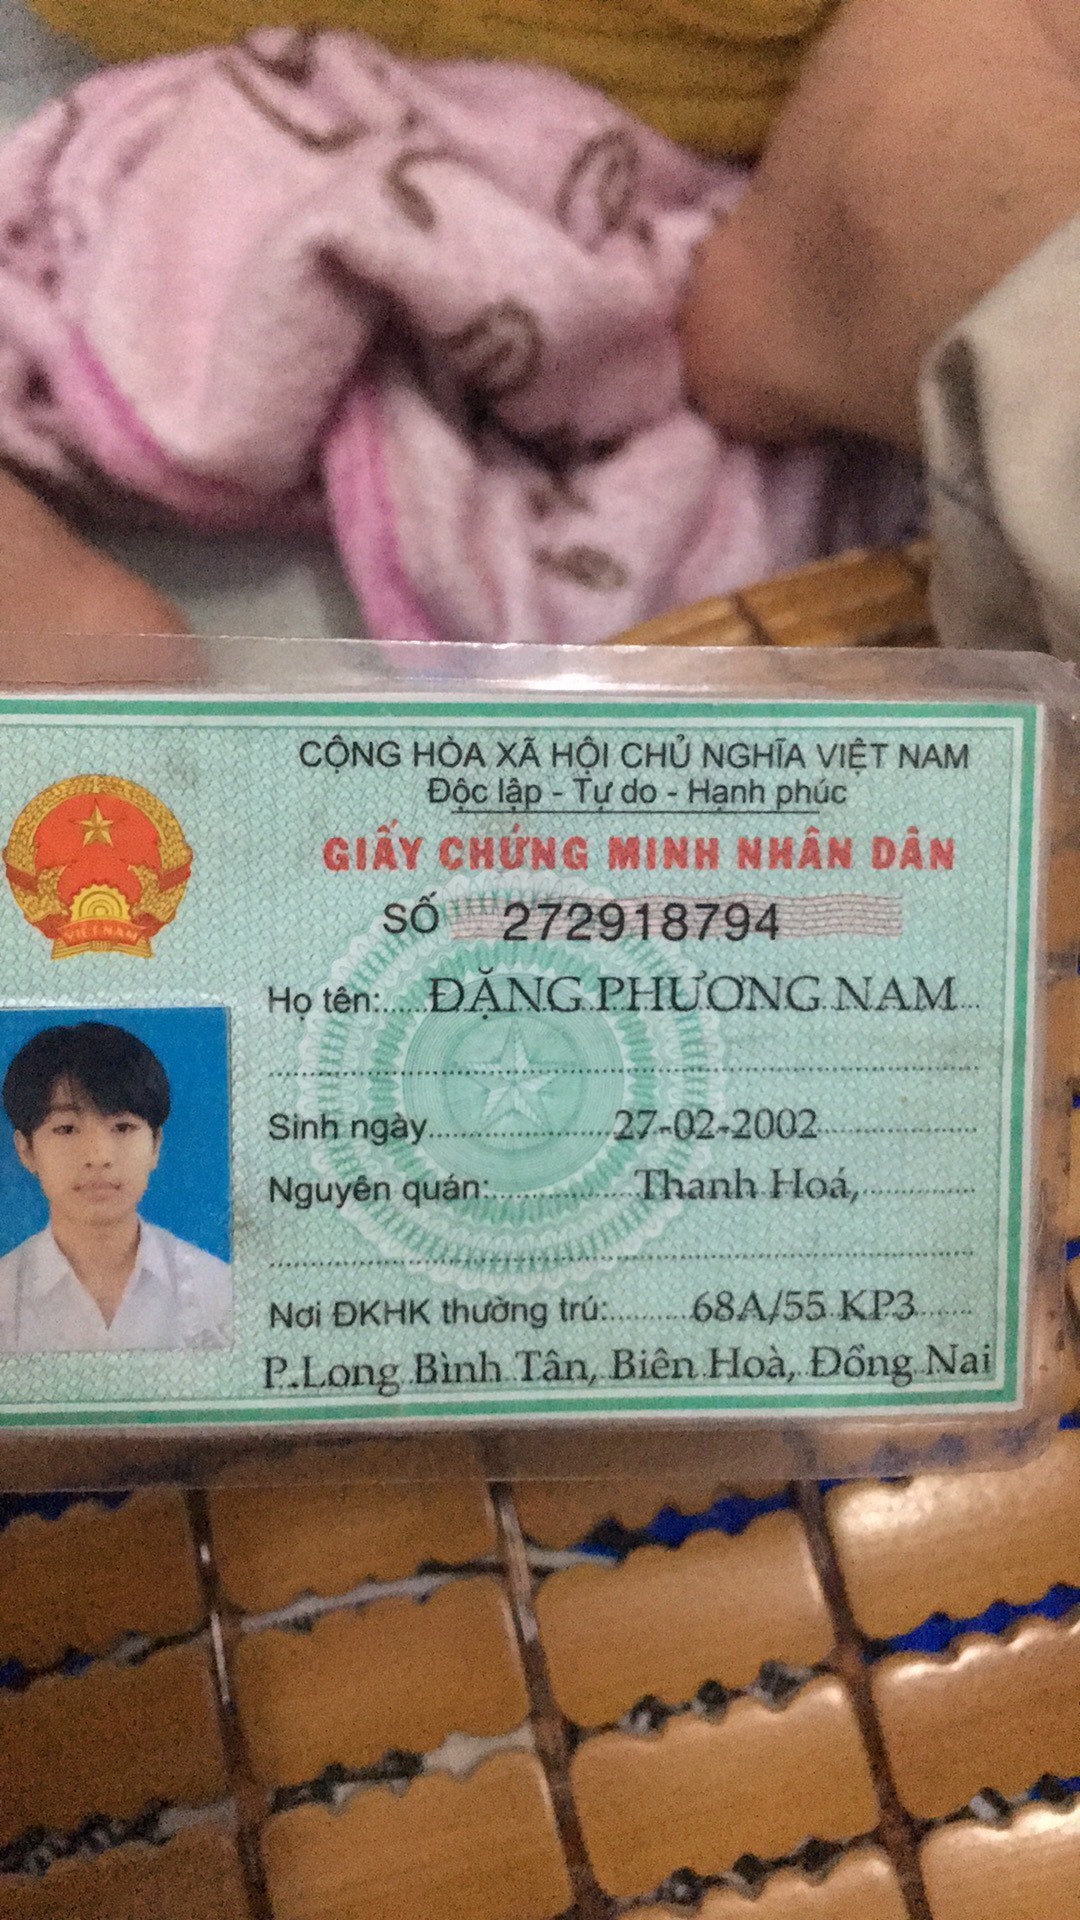 CỘNG HÒA XÃ HỘI CHỦ NGHĨA VIỆT NAM
Độc lập - Tự do - Hạnh phúc
GIẤY CHỨNG MINH NHÂN DÂN
SỐ 272918794
VIỆT NAM
Họ tên: ĐẶNG PHƯƠNG NAM
Sinh ngày 27-02-2002
Nguyên quán: Thanh Hoá,
Nơi ĐKHK thường trú: 68A/55 KP3
P.Long Bình Tân, Biên Hoà, Đồng Nai